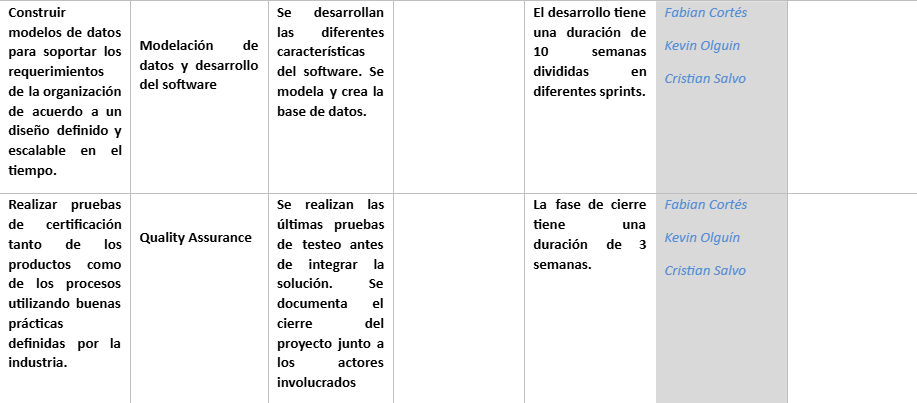 Construir
modelos de datos
para soportar los
requerimientos
de la organización
de acuerdo a un
diseño definido y
escalable en el
tiempo.
Modelación de
datos y desarrollo
del software
Se desarrollan
las diferentes
características
del software. Se
modela y crea la
base de datos.
El desarrollo tiene
una duración de
10 semanas
divididas en
diferentes sprints.
Fabian Cortés
Kevin Olguin
Cristian Salvo
Realizar pruebas
de certificación
tanto de los
productos como
de los procesos
utilizando buenas
prácticas
definidas por la
industria.
Quality Assurance
Se realizan las
últimas pruebas
de testeo antes
de integrar la
solución. Se
documenta el
cierre del
proyecto junto a
los actores
involucrados
La fase de cierre
tiene una
duración de 3
semanas.
Fabian Cortés
Kevin Olguín
Cristian Salvo